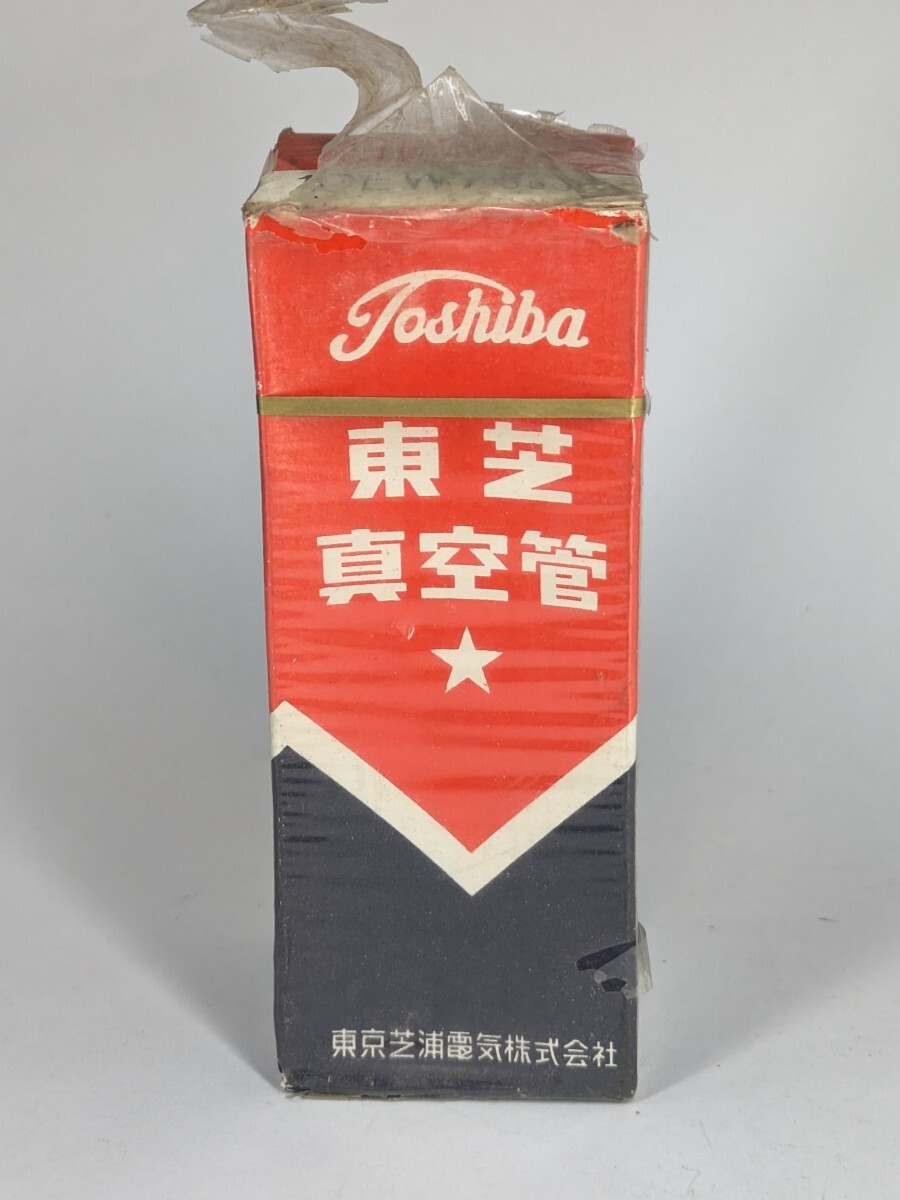 Toshiba
東芝
真空管
東京芝浦電気株式会社